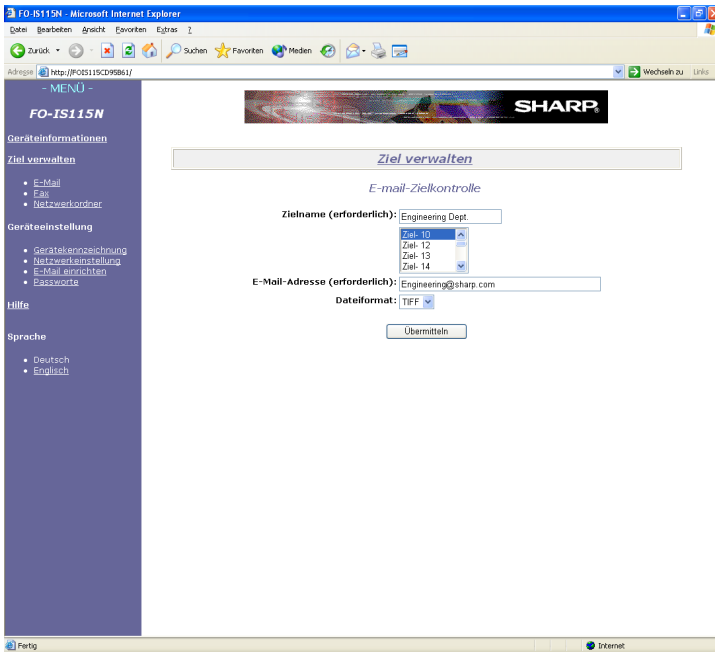 FO-IS115N - Microsoft Internet Explorer
Datei Bearbeiten Ansicht Favoriten Extras ?
Zurück Suchen Favoriten Medien
Adresse http://FOIS115CD95B61/ Wechseln zu Links
- MENÜ -
FO-IS115N
Geräteinformationen
Ziel verwalten
E-Mail
Fax
Netzwerkordner
Geräteeinstellung
Gerätekennzeichnung
Netzwerkeinstellung
E-Mail einrichten
Passworte
Hilfe
Sprache
Deutsch
Englisch
SHARP®
Ziel verwalten
E-mail-Zielkontrolle
Zielname (erforderlich): Engineering Dept.
Ziel- 10
Ziel- 12
Ziel- 13
Ziel- 14
E-Mail-Adresse (erforderlich): Engineering@sharp.com
Dateiformat: TIFF
Übermitteln
Fertig Internet